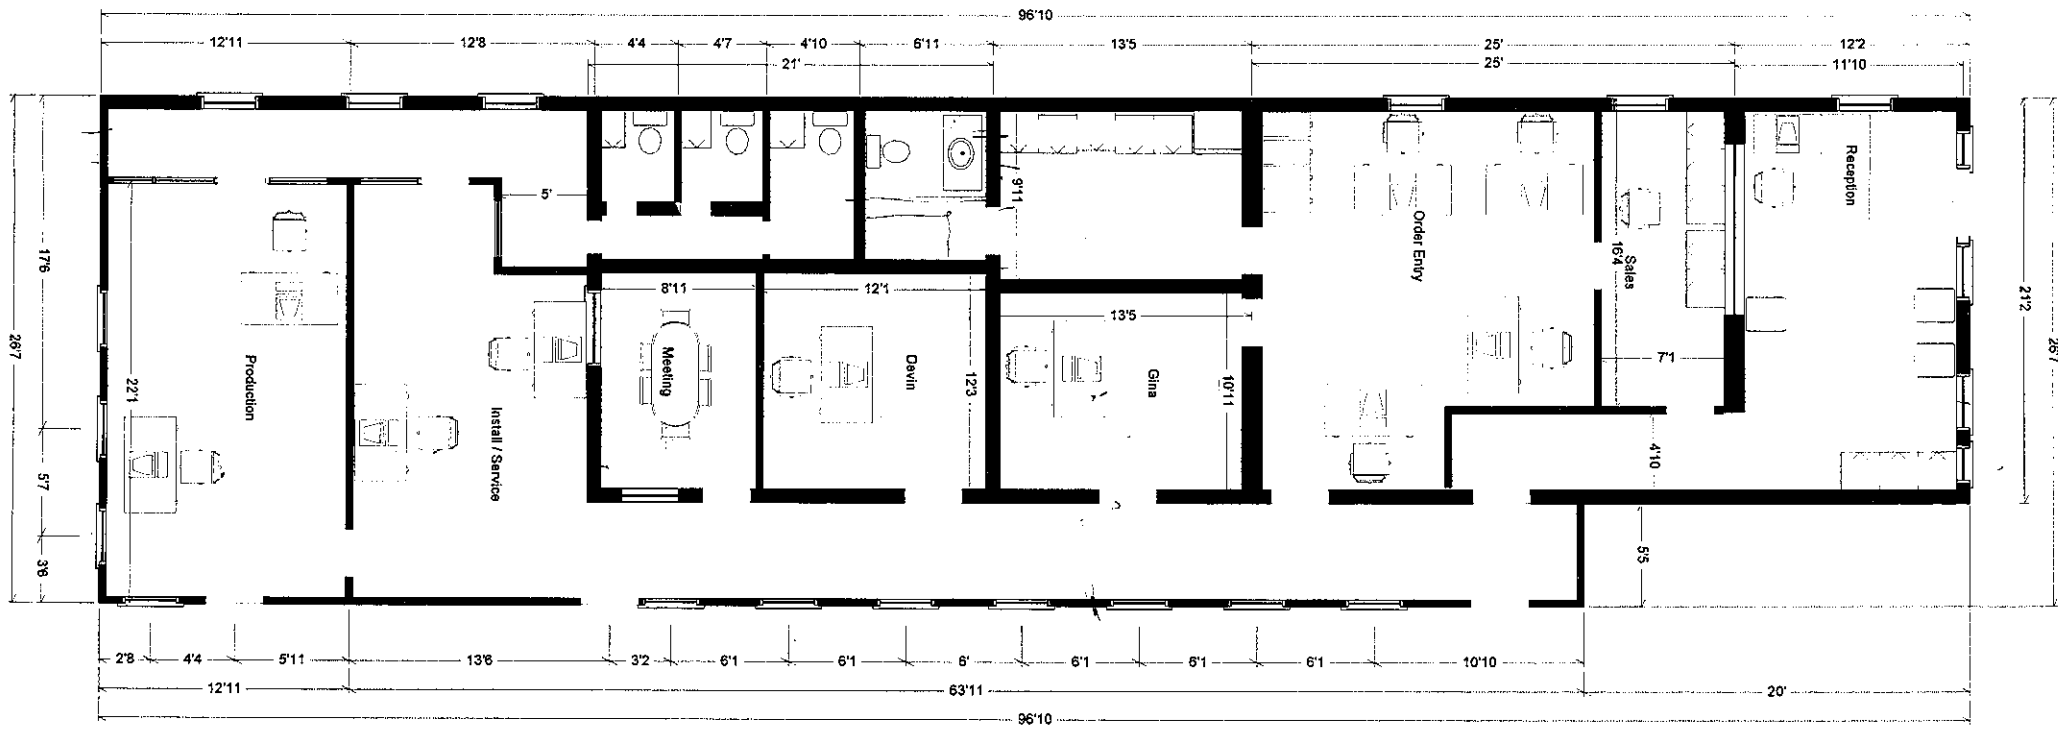 96'10
12'11 12'8 4'4 4'7 4'10 6'11 13'5 25' 12'2
21' 25' 11'10
5'
9'11
Reception
Order Entry
Sales
16'4
17'6
26'7
21'2
26'7
8'11 12'1
13'5
7'1
Production
22'1
Install / Service
Meeting
Devin
12'3
Gina
10'11
4'10
5'7
3'6
5'5
2'8 4'4 5'11 13'6 3'2 6'1 6'1 6' 6'1 6'1 6'1 10'10
12'11 63'11 20'
96'10